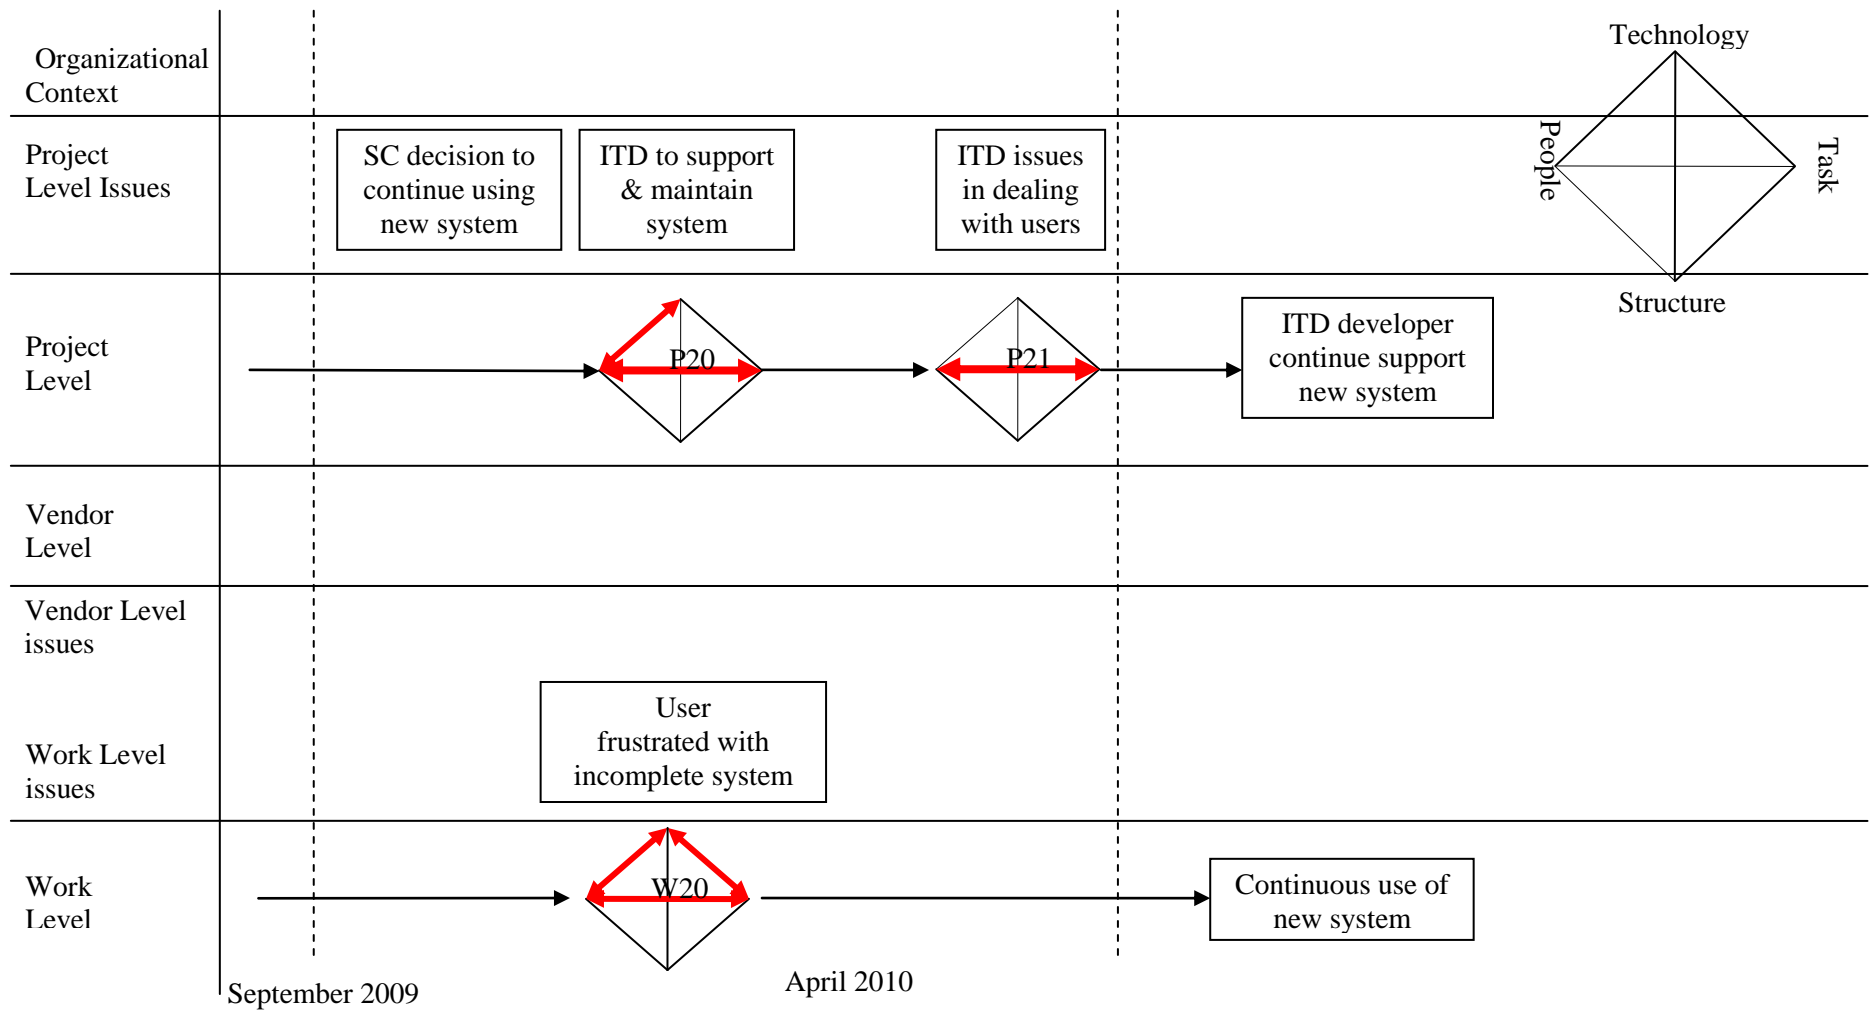 Organizational
Context
Technology
People
Task
Structure
Project
Level Issues
SC decision to
continue using
new system
ITD to support
& maintain
system
ITD issues
in dealing
with users
Project
Level
P20
P21
ITD developer
continue support
new system
Vendor
Level
Vendor Level
issues
Work Level
issues
User
frustrated with
incomplete system
Work
Level
W20
Continuous use of
new system
September 2009
April 2010